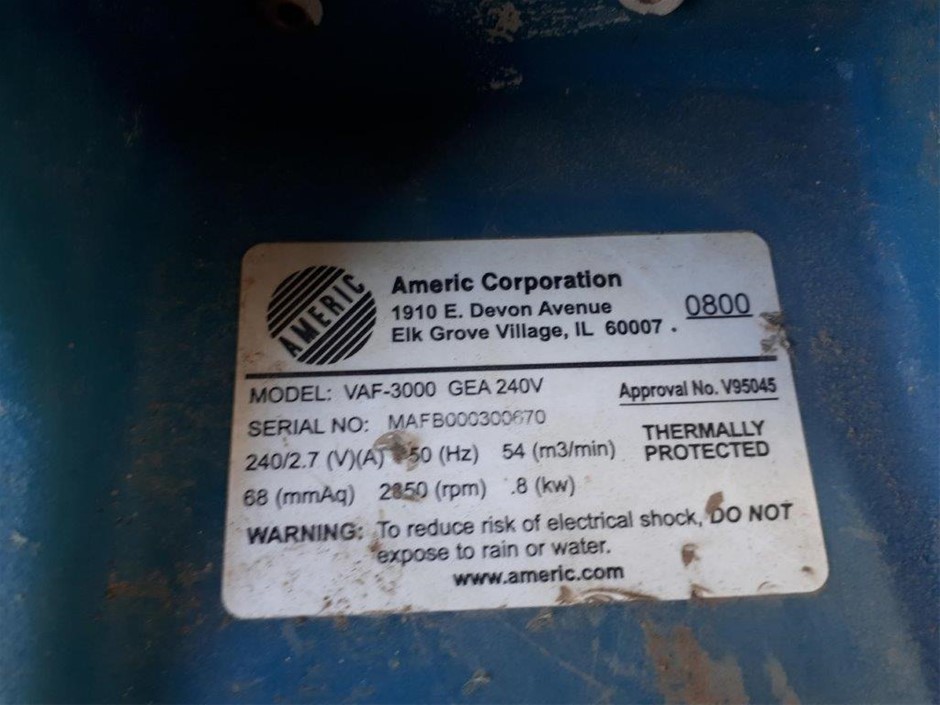 AMERIC
Americ Corporation
1910 E. Devon Avenue
Elk Grove Village, IL 60007 .
0800
MODEL: VAF-3000 GEA 240V
Approval No. V95045
SERIAL NO: MAFB000300670
THERMALLY
PROTECTED
240/2.7 (V)(A) 50 (Hz) 54 (m3/min)
68 (mmAq) 2850 (rpm) .8 (kw)
WARNING: To reduce risk of electrical shock, DO NOT
expose to rain or water.
www.americ.com